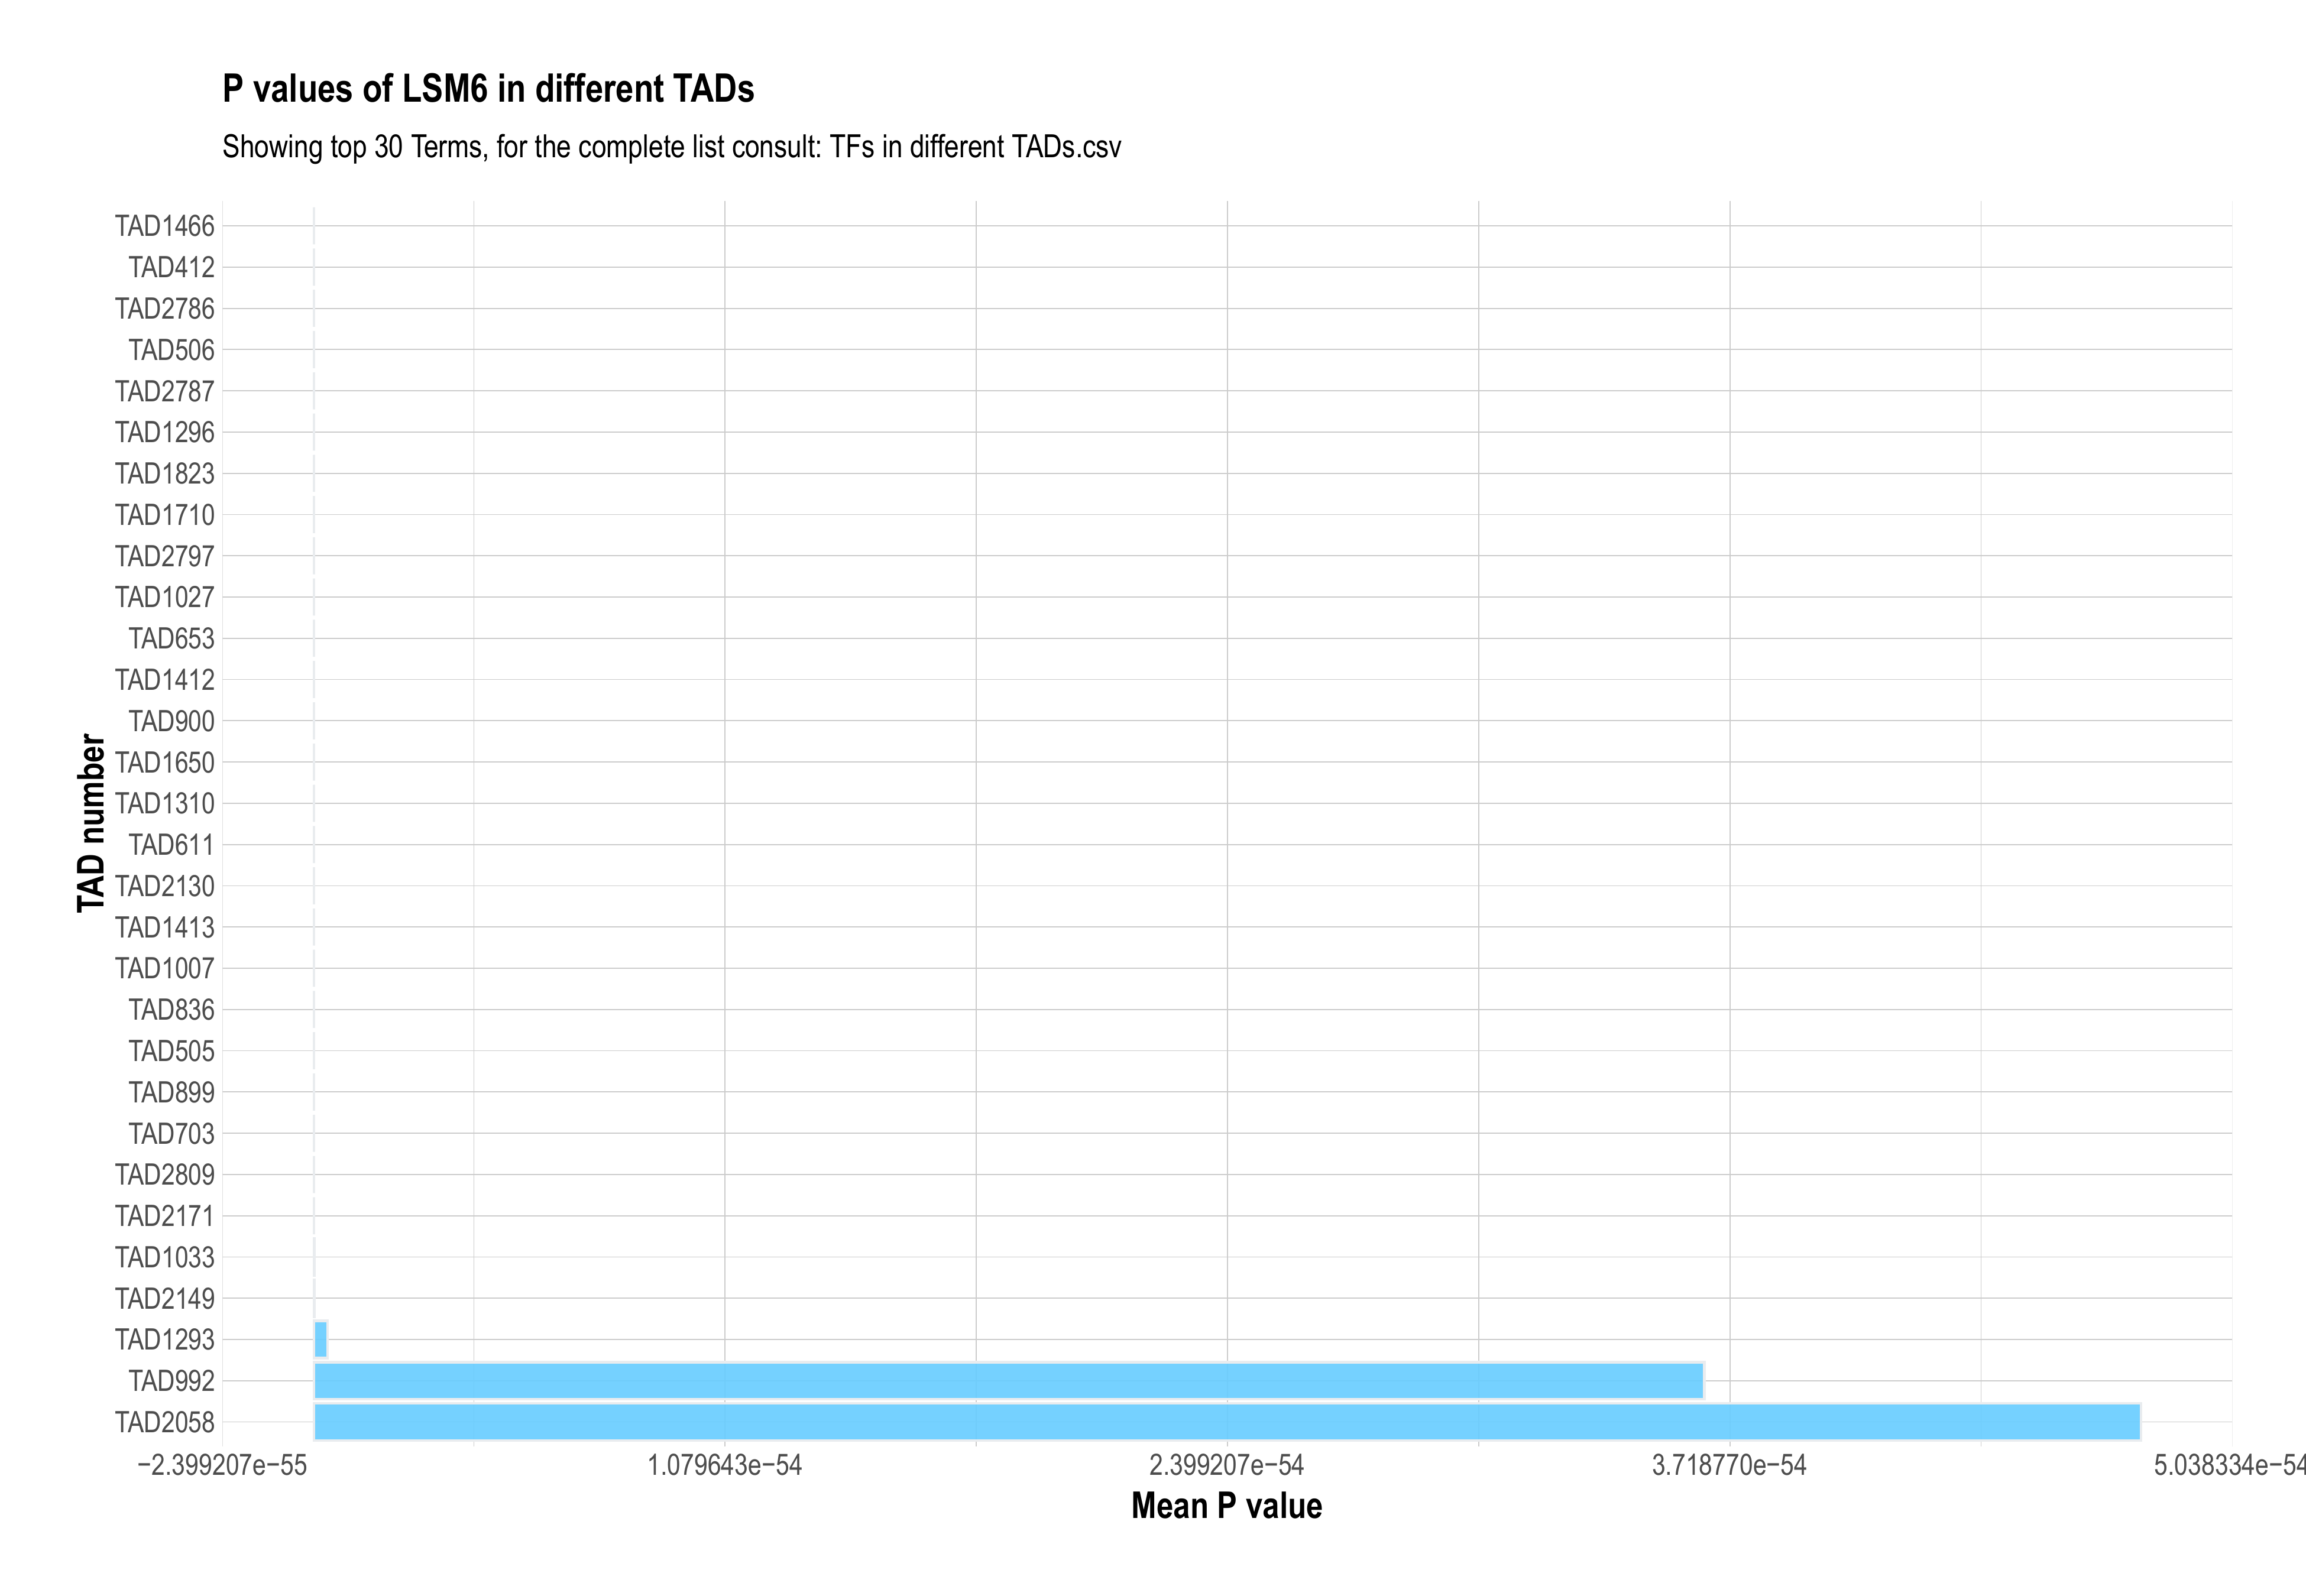 P values of LSM6 in different TADs
Showing top 30 Terms, for the complete list consult: TFs in different TADs.csv
TAD number
TAD1466
TAD412
TAD2786
TAD506
TAD2787
TAD1296
TAD1823
TAD1710
TAD2797
TAD1027
TAD653
TAD1412
TAD900
TAD1650
TAD1310
TAD611
TAD2130
TAD1413
TAD1007
TAD836
TAD505
TAD899
TAD703
TAD2809
TAD2171
TAD1033
TAD2149
TAD1293
TAD992
TAD2058
−2.399207e−55 1.079643e−54 2.399207e−54 3.718770e−54 5.038334e−54
Mean P value